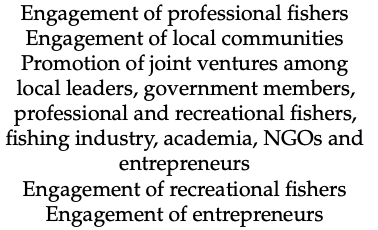 Engagement of professional fishers
Engagement of local communities
Promotion of joint ventures among
local leaders, government members,
professional and recreational fishers,
fishing industry, academia, NGOs and
entrepreneurs
Engagement of recreational fishers
Engagement of entrepreneurs